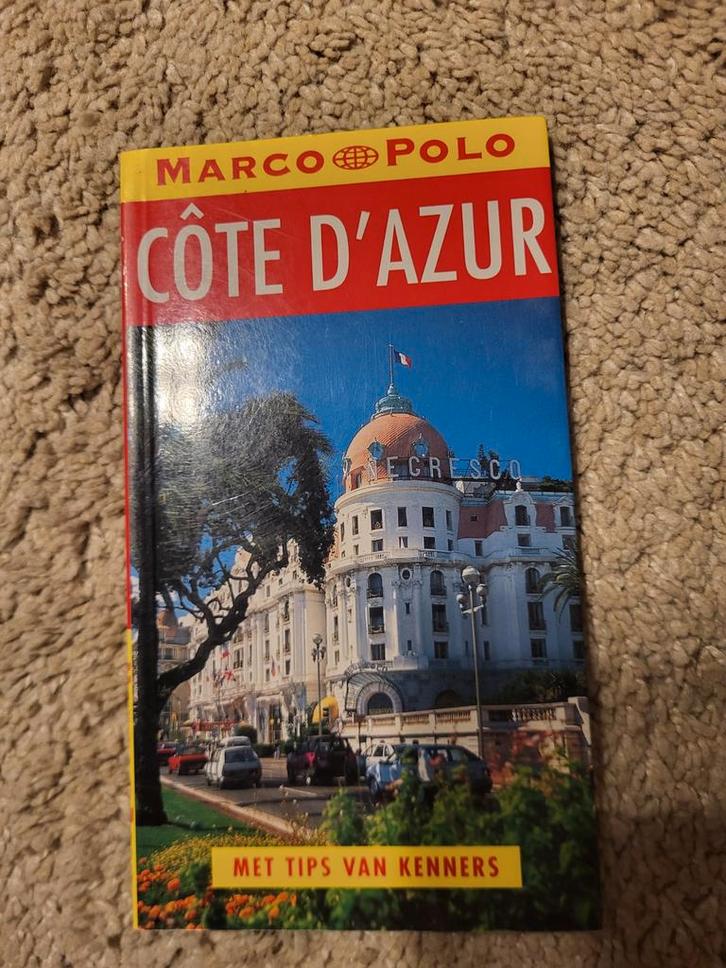 MARCO POLO
CÔTE D'AZUR
NEGRESCO
MET TIPS VAN KENNERS